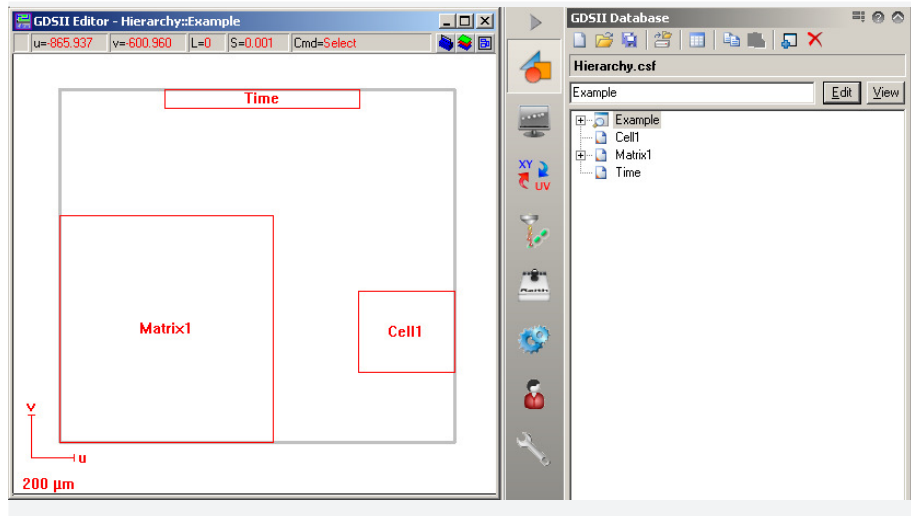 GDSII Editor - Hierarchy::Example
u=-865.937 v=-600.960 L=0 S=0.001 Cmd=Select
Time
Matrix1
Cell1
v
u
200 µm
XY
UV
March
GDSII Database
Hierarchy.csf
Example Edit View
Example
Cell1
Matrix1
Time